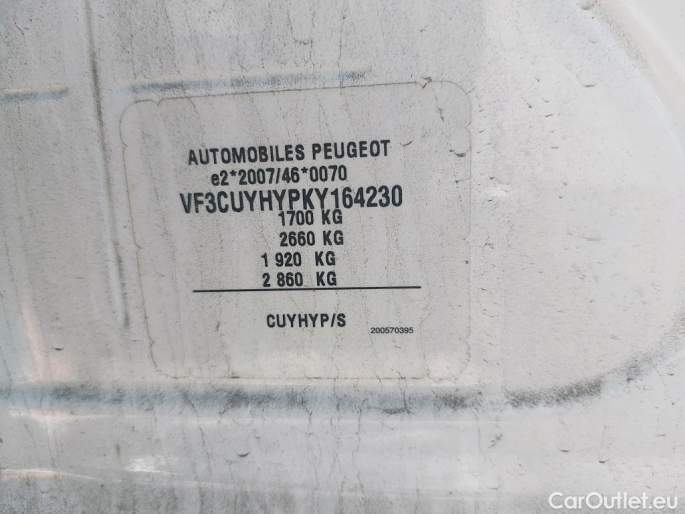 AUTOMOBILES PEUGEOT
e2*2007/46*0070
VF3CUYHYPKY164230
1700 KG
2660 KG
1 920 KG
2 860 KG
CUYHYP/S
200570395
CarOutlet.eu